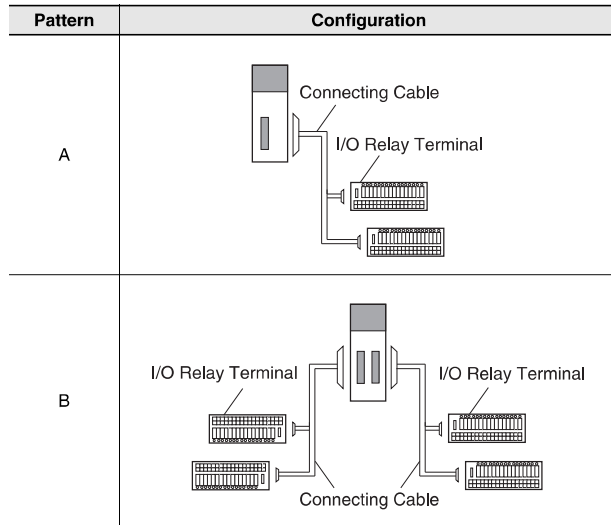 Pattern Configuration
Connecting Cable
I/O Relay Terminal
A
I/O Relay Terminal I/O Relay Terminal
B
Connecting Cable